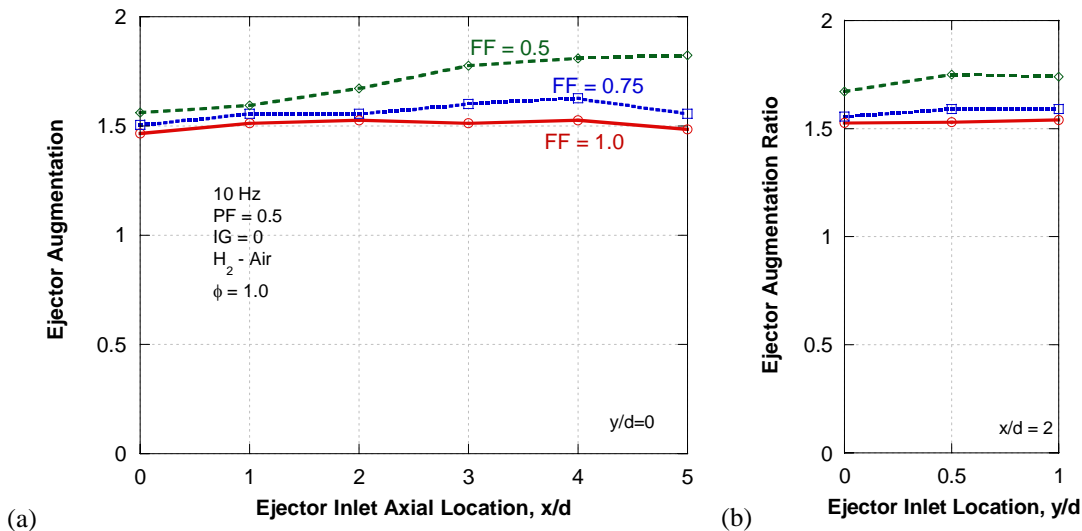 2
1.5
1
0.5
0
Ejector Augmentation
FF = 0.5
FF = 0.75
FF = 1.0
10 Hz
PF = 0.5
IG = 0
H2 - Air
ϕ = 1.0
y/d=0
0 1 2 3 4 5
Ejector Inlet Axial Location, x/d
(a)
2
1.5
1
0.5
0
Ejector Augmentation Ratio
x/d = 2
0 0.5 1
Ejector Inlet Location, y/d
(b)